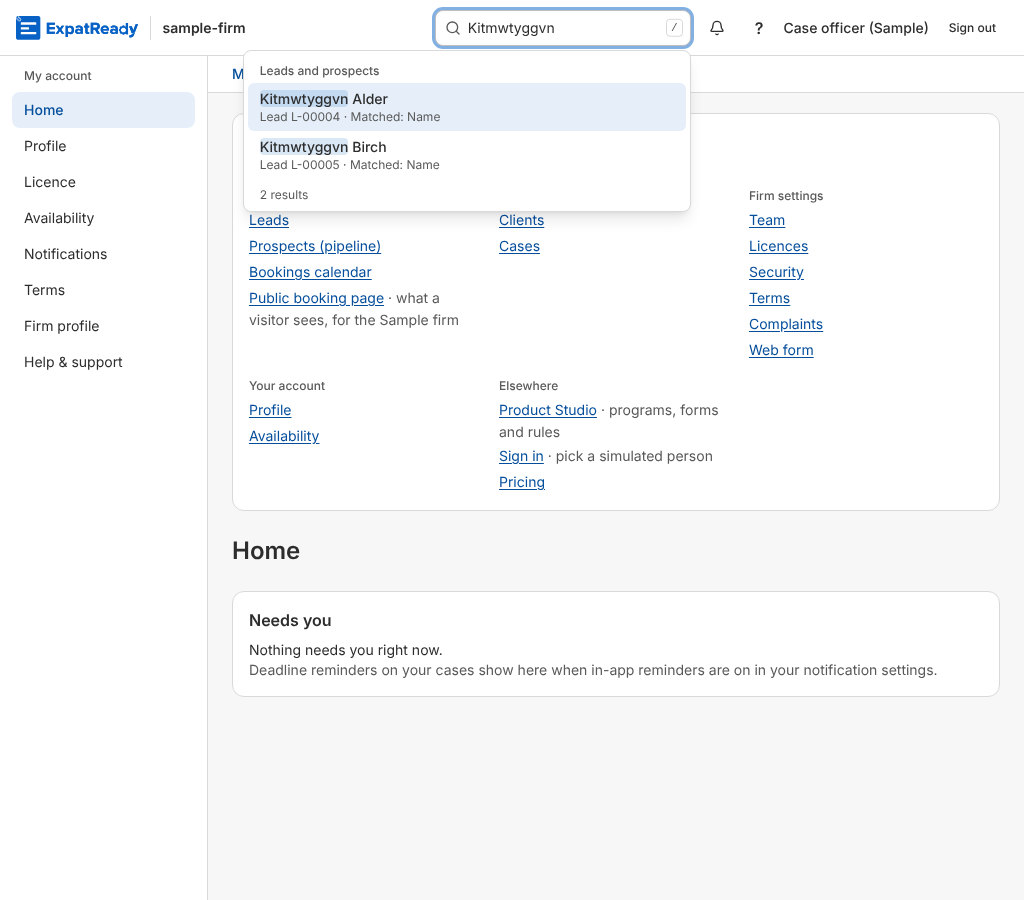 ExpatReady
sample-firm
Kitmwtyggvn
/
?
Case officer (Sample)
Sign out
My account
Home
Profile
Licence
Availability
Notifications
Terms
Firm profile
Help & support
M
Leads and prospects
Kitmwtyggvn Alder
Lead L-00004 · Matched: Name
Kitmwtyggvn Birch
Lead L-00005 · Matched: Name
2 results
Leads
Prospects (pipeline)
Bookings calendar
Public booking page · what a
visitor sees, for the Sample firm
Clients
Cases
Firm settings
Team
Licences
Security
Terms
Complaints
Web form
Your account
Profile
Availability
Elsewhere
Product Studio · programs, forms
and rules
Sign in · pick a simulated person
Pricing
Home
Needs you
Nothing needs you right now.
Deadline reminders on your cases show here when in-app reminders are on in your notification settings.